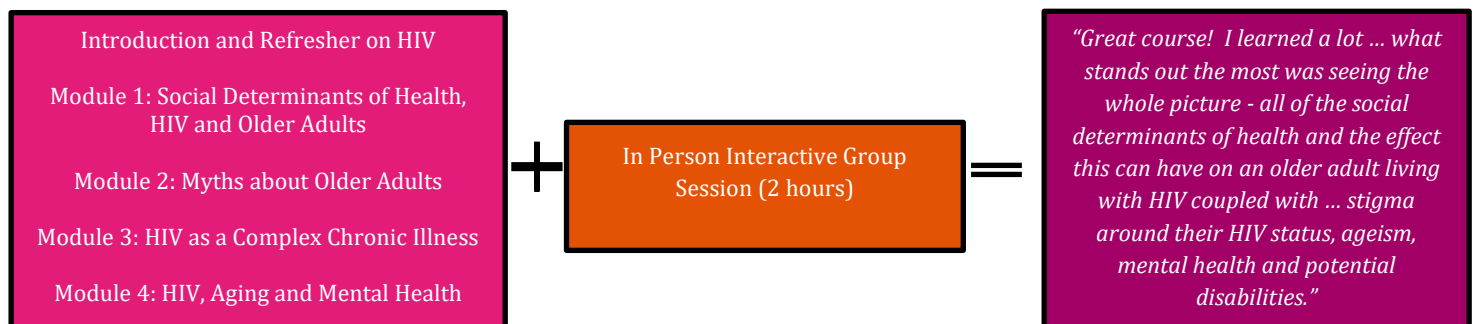 Introduction and Refresher on HIV
Module 1: Social Determinants of Health,
HIV and Older Adults
Module 2: Myths about Older Adults
Module 3: HIV as a Complex Chronic Illness
Module 4: HIV, Aging and Mental Health
+
In Person Interactive Group
Session (2 hours)
=
“Great course!  I learned a lot … what
stands out the most was seeing the
whole picture - all of the social
determinants of health and the effect
this can have on an older adult living
with HIV coupled with … stigma
around their HIV status, ageism,
mental health and potential
disabilities.”